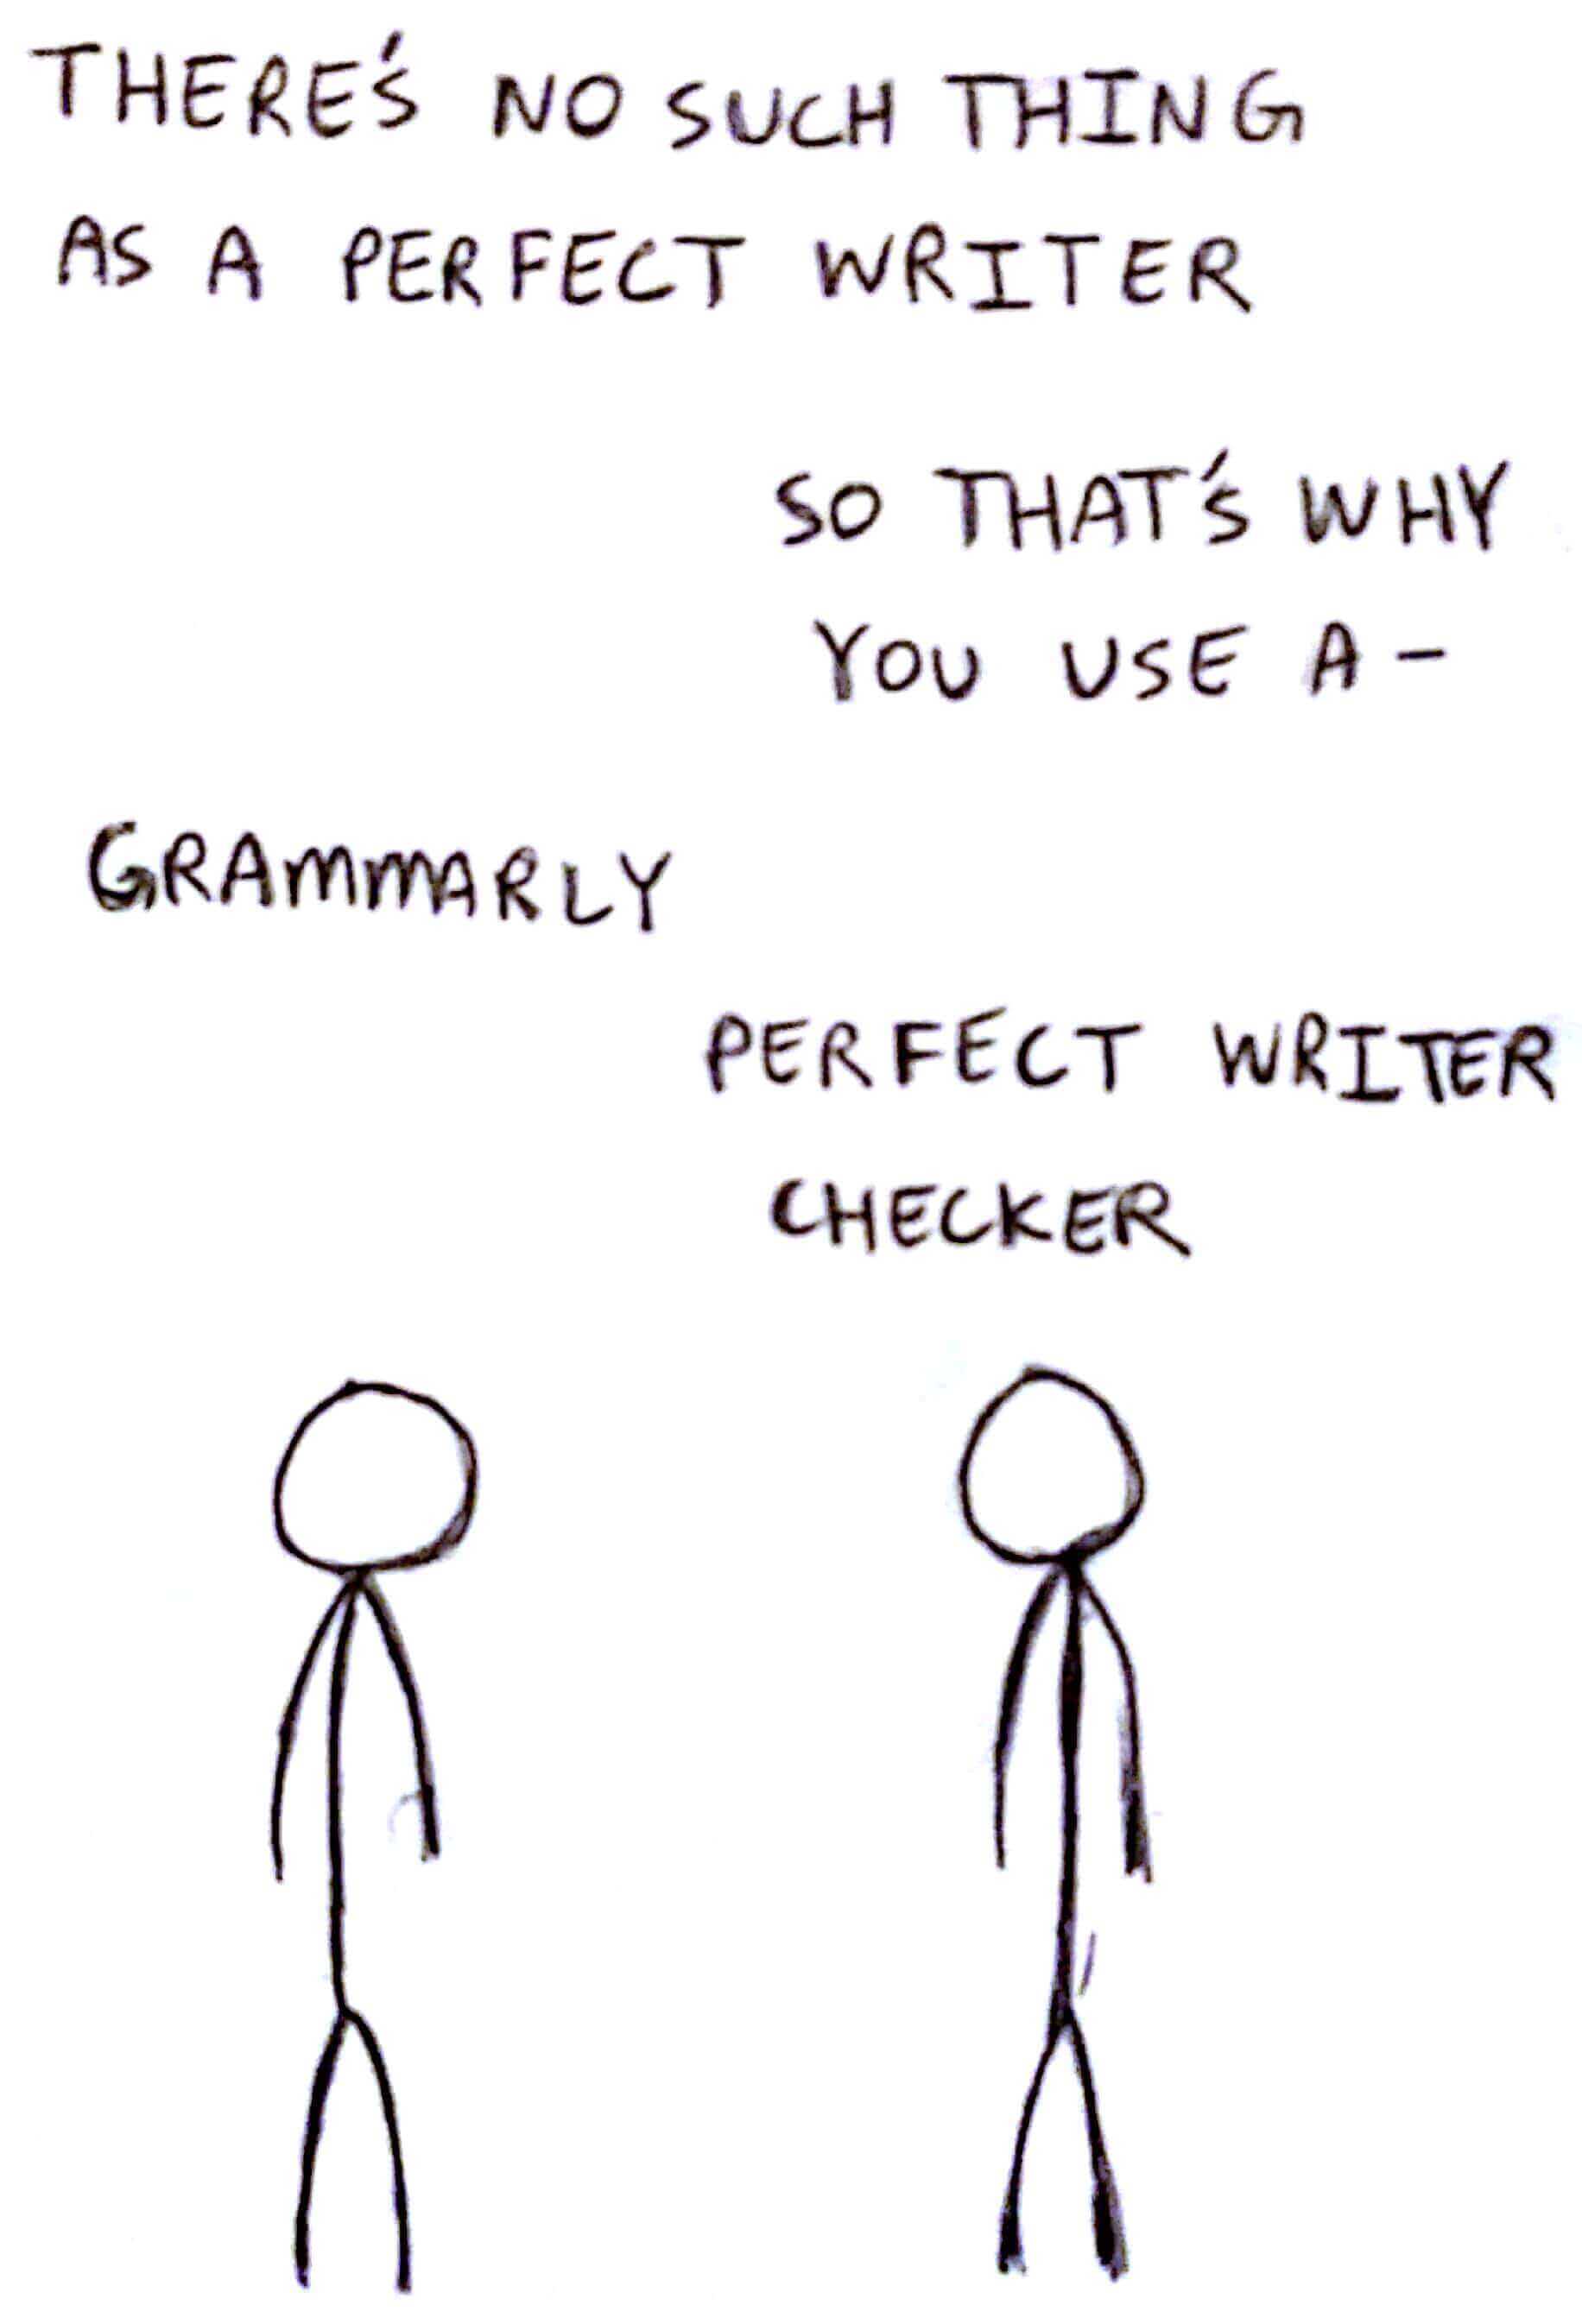 THERE'S NO SUCH THING
AS A PERFECT WRITER
SO THAT'S WHY
YOU USE A-
GRAMMARLY
PERFECT WRITER
CHECKER